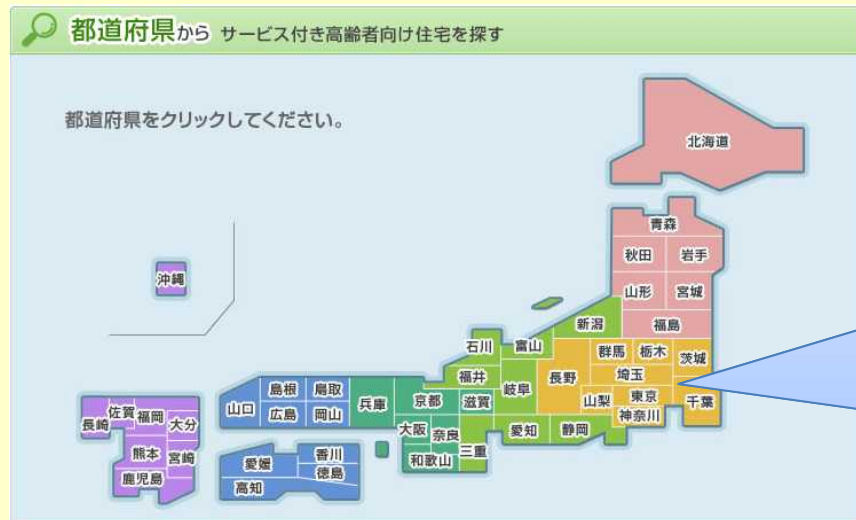 都道府県から サービス付き高齢者向け住宅を探す
都道府県をクリックしてください。
北海道
青森
秋田 岩手
山形 宮城
福島
沖縄
新潟
石川 富山
群馬 栃木 茨城
福井
長野
埼玉
島根 鳥取
兵庫
京都 滋賀 岐阜
山梨 東京 千葉
山口
広島 岡山
神奈川
佐賀 福岡 大分
長崎
大阪 奈良
愛知 静岡
熊本 宮崎
愛媛 香川
和歌山 三重
鹿児島
徳島
高知